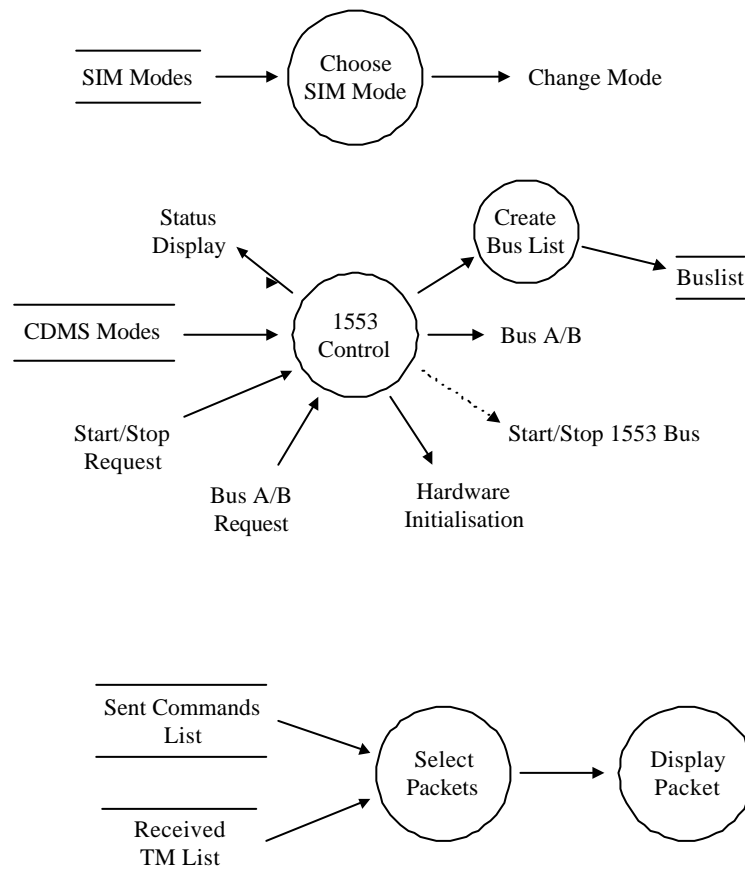 SIM Modes
Choose
SIM Mode
Change Mode
Status
Display
Create
Bus List
Buslist
CDMS Modes
1553
Control
Bus A/B
Start/Stop
Request
Bus A/B
Request
Hardware
Initialisation
Start/Stop 1553 Bus
Sent Commands
List
Select
Packets
Display
Packet
Received
TM List